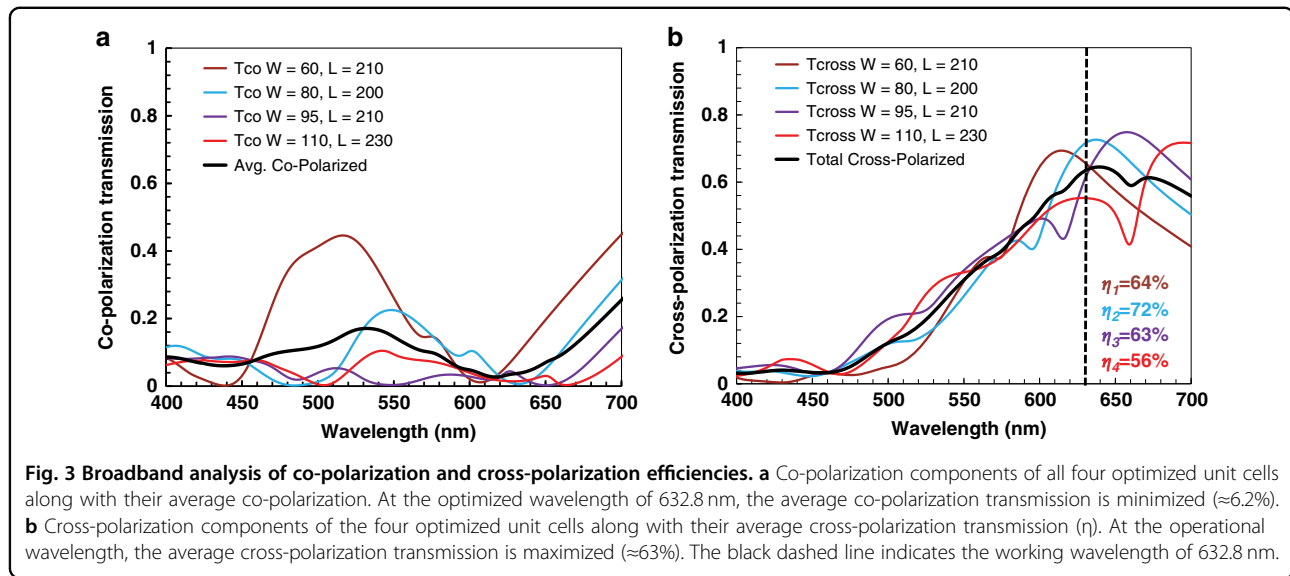 a
1
0.8
0.6
0.4
0.2
0
Co-polarization transmission
Tco W = 60, L = 210
Tco W = 80, L = 200
Tco W = 95, L = 210
Tco W = 110, L = 230
Avg. Co-Polarized
400 450 500 550 600 650 700
Wavelength (nm)
b
1
0.8
0.6
0.4
0.2
0
Cross-polarization transmission
Tcross W = 60, L = 210
Tcross W = 80, L = 200
Tcross W = 95, L = 210
Tcross W = 110, L = 230
Total Cross-Polarized
η1=64%
η2=72%
η3=63%
η4=56%
400 450 500 550 600 650 700
Wavelength (nm)
Fig. 3 Broadband analysis of co-polarization and cross-polarization efficiencies. a Co-polarization components of all four optimized unit cells
along with their average co-polarization. At the optimized wavelength of 632.8 nm, the average co-polarization transmission is minimized (≈6.2%).
b Cross-polarization components of the four optimized unit cells along with their average cross-polarization transmission (η). At the operational
wavelength, the average cross-polarization transmission is maximized (≈63%). The black dashed line indicates the working wavelength of 632.8 nm.